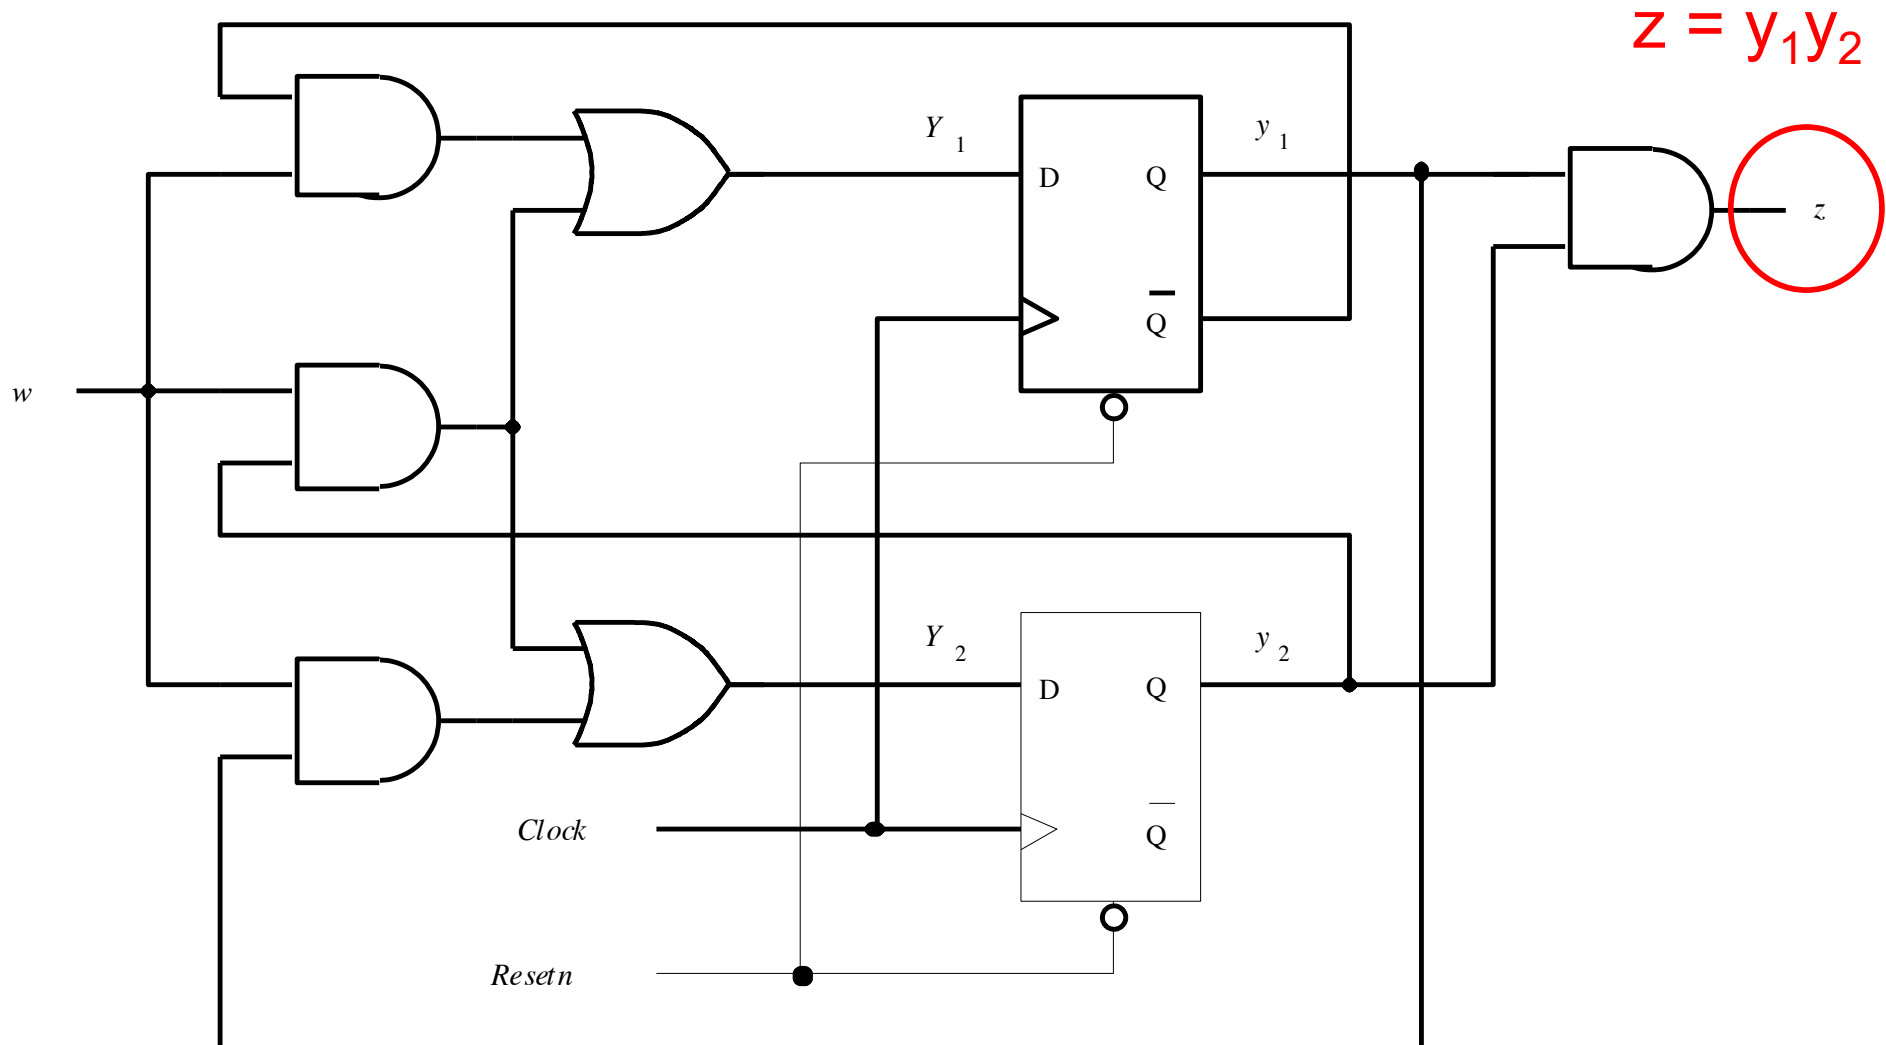 z = y₁y₂
Y₁
y₁
D Q
z
Q̅
w
Y₂
y₂
D Q
Clock
Q̅
Resetn